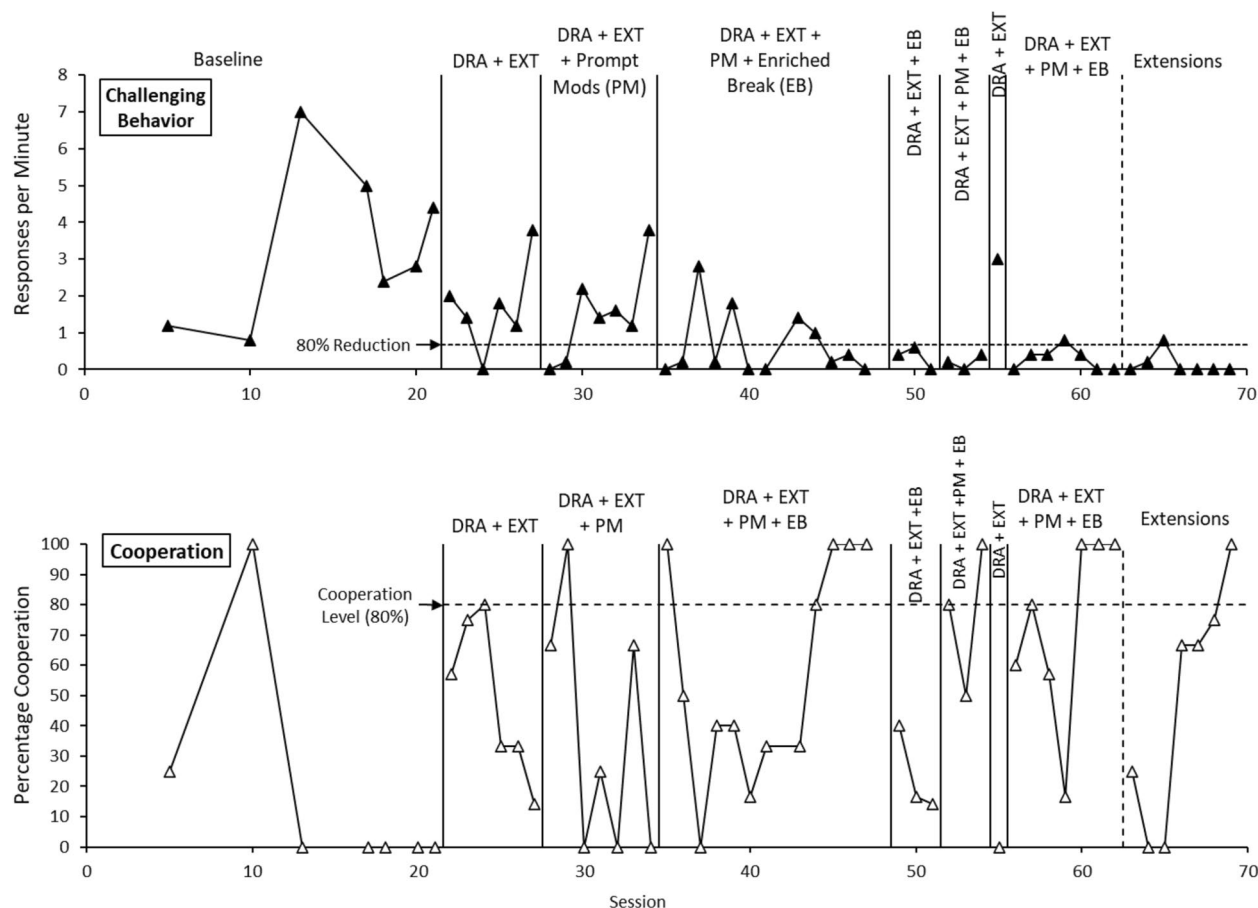 Baseline
DRA + EXT
DRA + EXT
+ Prompt
Mods (PM)
DRA + EXT +
PM + Enriched
Break (EB)
DRA + EXT + EB
DRA + EXT + PM + EB
DRA + EXT
DRA + EXT
+ PM + EB
Extensions
Challenging
Behavior
Responses per Minute
8
7
6
5
4
3
2
1
0
80% Reduction
0
10
20
30
40
50
60
70
DRA + EXT
DRA + EXT
+ PM
DRA + EXT
+ PM + EB
DRA + EXT +EB
DRA + EXT +PM + EB
DRA + EXT
DRA + EXT
+ PM + EB
Extensions
Cooperation
Percentage Cooperation
100
90
80
70
60
50
40
30
20
10
0
Cooperation
Level (80%)
0
10
20
30
40
50
60
70
Session